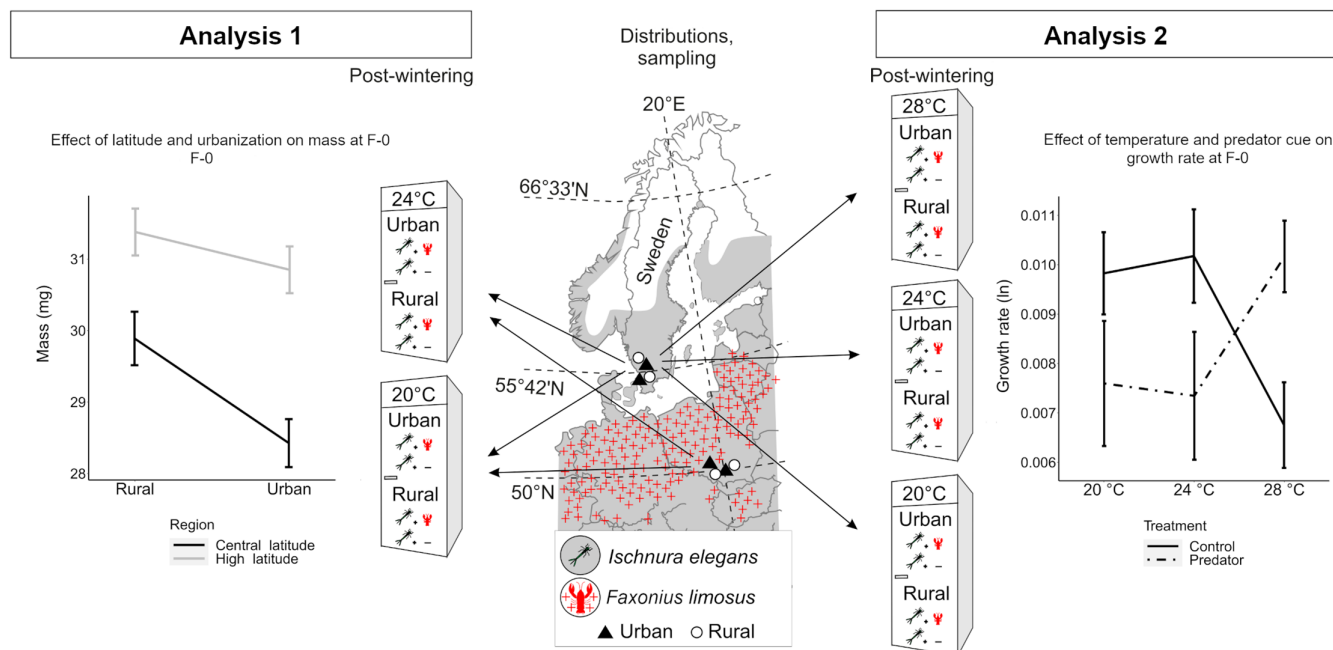 Analysis 1
Post-wintering
Effect of latitude and urbanization on mass at F-0
F-0
Mass (mg)
31
30
29
28
Rural
Urban
Region
Central latitude
High latitude
24°C
Urban
+
+ –
Rural
+
+ –
20°C
Urban
+
+ –
Rural
+
+ –
Distributions,
sampling
20°E
66°33'N
Sweden
55°42'N
50°N
Ischnura elegans
Faxonius limosus
Urban
Rural
Analysis 2
Post-wintering
28°C
Urban
+
+ –
Rural
+
+ –
24°C
Urban
+
+ –
Rural
+
+ –
20°C
Urban
+
+ –
Rural
+
+ –
Effect of temperature and predator cue on
growth rate at F-0
Growth rate (ln)
0.011
0.010
0.009
0.008
0.007
0.006
20 °C
24 °C
28 °C
Treatment
Control
Predator